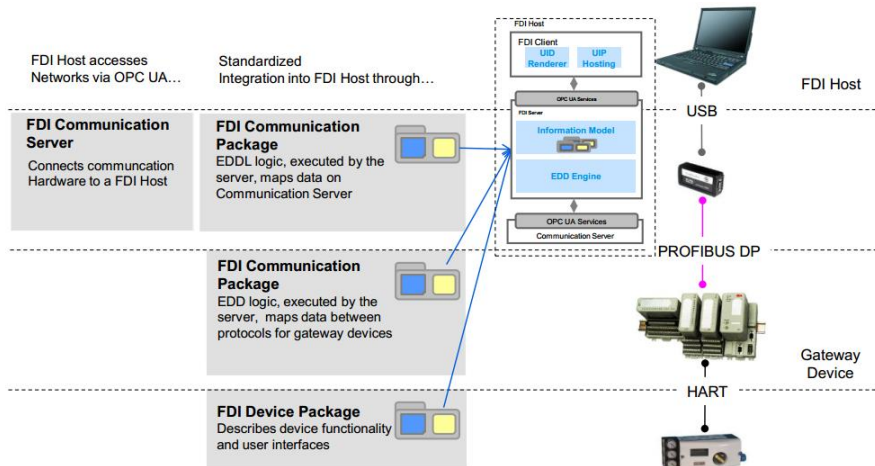 FDI Host accesses
Networks via OPC UA…
Standardized
Integration into FDI Host through…
FDI Host
FDI Client
UID
Renderer
UIP
Hosting
OPC UA Services
FDI Server
Information Model
EDD Engine
OPC UA Services
Communication Server
FDI Host
USB
FDI Communication
Server
Connects communcation
Hardware to a FDI Host
FDI Communication
Package
EDDL logic, executed by the
server, maps data on
Communication Server
PROFIBUS DP
FDI Communication
Package
EDD logic, executed by the
server, maps data between
protocols for gateway devices
Gateway
Device
HART
FDI Device Package
Describes device functionality
and user interfaces